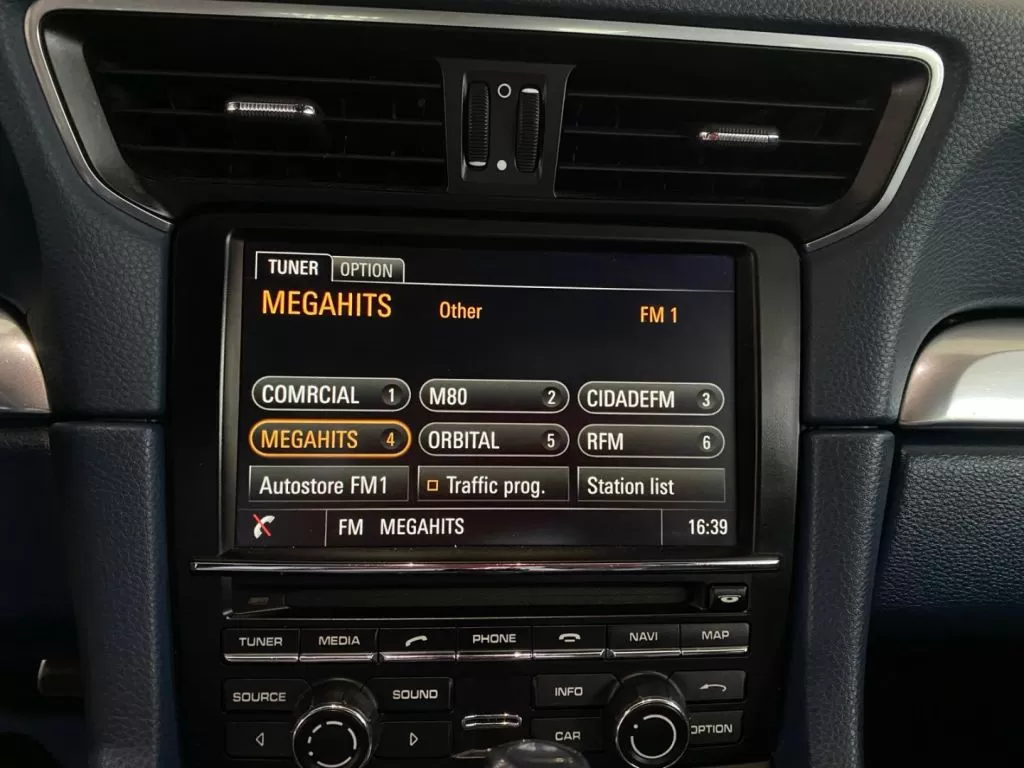 TUNER OPTION
MEGAHITS Other FM 1
COMRCIAL 1 M80 2 CIDADEFM 3
MEGAHITS 4 ORBITAL 5 RFM 6
Autostore FM1 Traffic prog. Station list
FM MEGAHITS 16:39
TUNER MEDIA PHONE NAVI MAP
SOURCE SOUND INFO
CAR OPTION